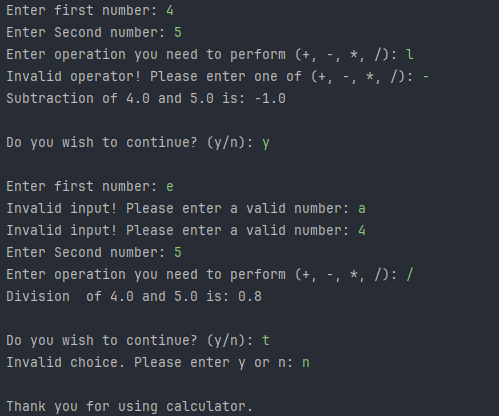 Enter first number: 4
Enter Second number: 5
Enter operation you need to perform (+, -, *, /): l
Invalid operator! Please enter one of (+, -, *, /): -
Subtraction of 4.0 and 5.0 is: -1.0
Do you wish to continue? (y/n): y
Enter first number: e
Invalid input! Please enter a valid number: a
Invalid input! Please enter a valid number: 4
Enter Second number: 5
Enter operation you need to perform (+, -, *, /): /
Division  of 4.0 and 5.0 is: 0.8
Do you wish to continue? (y/n): t
Invalid choice. Please enter y or n: n
Thank you for using calculator.